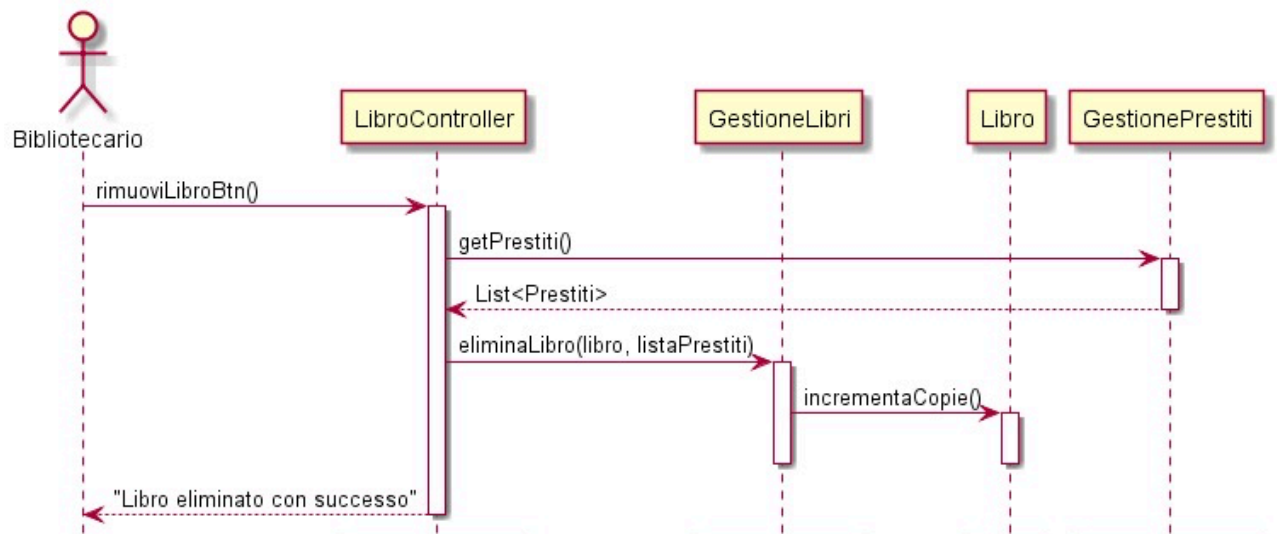 Bibliotecario
LibroController
GestioneLibri
Libro
GestionePrestiti
rimuoviLibroBtn()
getPrestiti()
List<Prestiti>
eliminaLibro(libro, listaPrestiti)
incrementaCopie()
"Libro eliminato con successo"